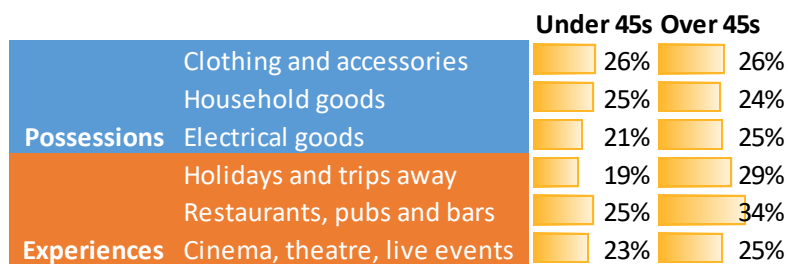 Under 45s Over 45s
Clothing and accessories 26% 26%
Household goods 25% 24%
Possessions Electrical goods 21% 25%
Holidays and trips away 19% 29%
Restaurants, pubs and bars 25% 34%
Experiences Cinema, theatre, live events 23% 25%